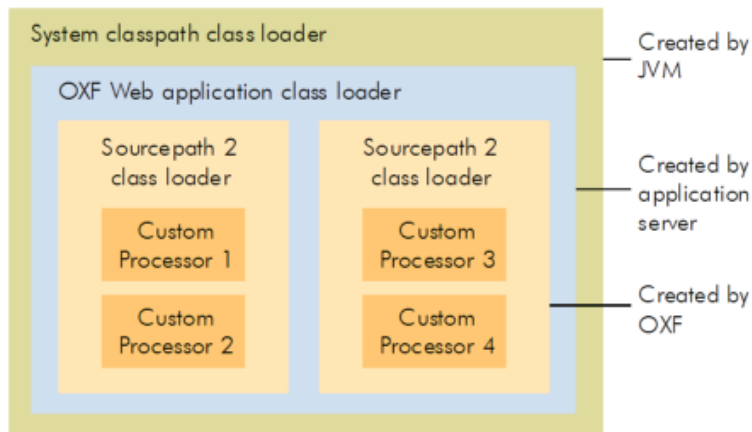 System classpath class loader
OXF Web application class loader
Sourcepath 2
class loader
Custom
Processor 1
Custom
Processor 2
Sourcepath 2
class loader
Custom
Processor 3
Custom
Processor 4
Created by
JVM
Created by
application
server
Created by
OXF